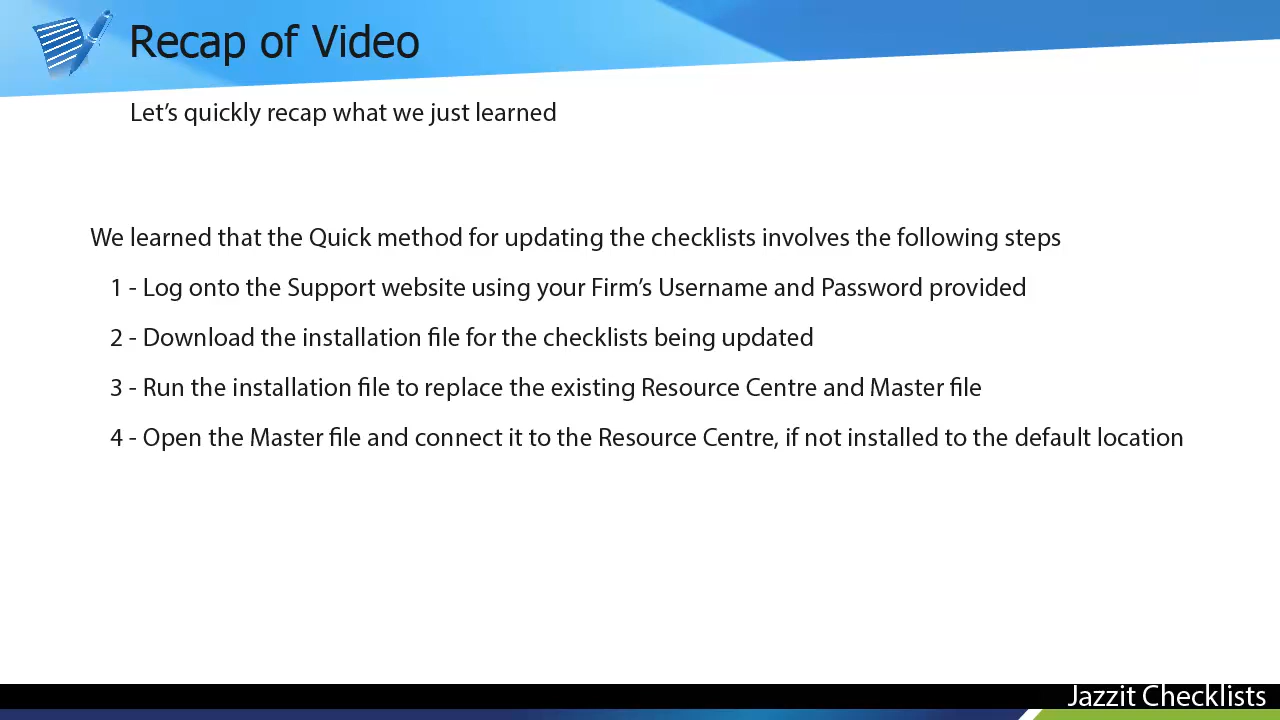 Recap of Video
Let’s quickly recap what we just learned
We learned that the Quick method for updating the checklists involves the following steps
1 - Log onto the Support website using your Firm’s Username and Password provided
2 - Download the installation file for the checklists being updated
3 - Run the installation file to replace the existing Resource Centre and Master file
4 - Open the Master file and connect it to the Resource Centre, if not installed to the default location
Jazzit Checklists